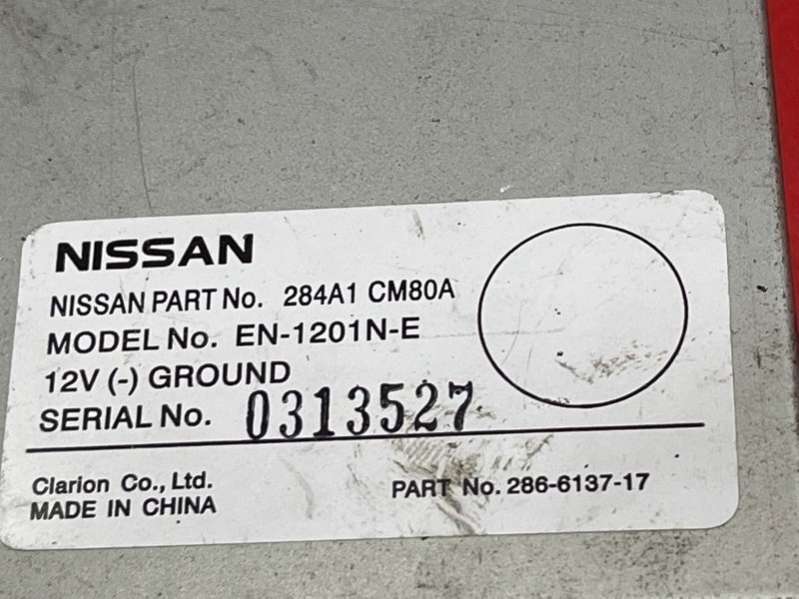 NISSAN
NISSAN PART No. 284A1 CM80A
MODEL No. EN-1201N-E
12V (-) GROUND
SERIAL No. 0313527
Clarion Co., Ltd.
MADE IN CHINA
PART No. 286-6137-17